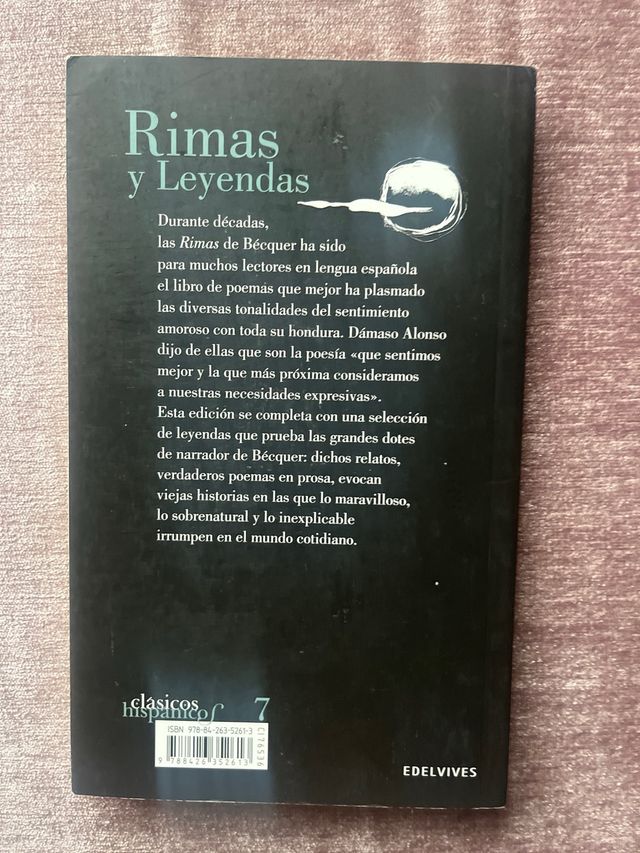 Rimas
y Leyendas
Durante décadas,
las Rimas de Bécquer ha sido
para muchos lectores en lengua española
el libro de poemas que mejor ha plasmado
las diversas tonalidades del sentimiento
amoroso con toda su hondura. Dámaso Alonso
dijo de ellas que son la poesía «que sentimos
mejor y la que más próxima consideramos
a nuestras necesidades expresivas».
Esta edición se completa con una selección
de leyendas que prueba las grandes dotes
de narrador de Bécquer: dichos relatos,
verdaderos poemas en prosa, evocan
viejas historias en las que lo maravilloso,
lo sobrenatural y lo inexplicable
irrumpen en el mundo cotidiano.
clásicos
hispánicos 7
ISBN 978-84-263-5261-3
9 788426 352613
C1176536
EDELVIVES